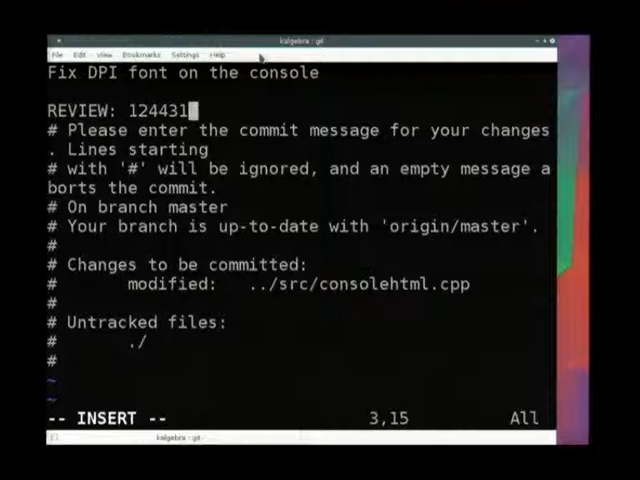 kalgebra : git
File Edit View Bookmarks Settings Help
Fix DPI font on the console
REVIEW: 124431
# Please enter the commit message for your changes
. Lines starting
# with '#' will be ignored, and an empty message a
borts the commit.
# On branch master
# Your branch is up-to-date with 'origin/master'.
#
# Changes to be committed:
#       modified:   ../src/consolehtml.cpp
#
# Untracked files:
#       ./
#
~
~
-- INSERT --                    3,15          All
kalgebra : git